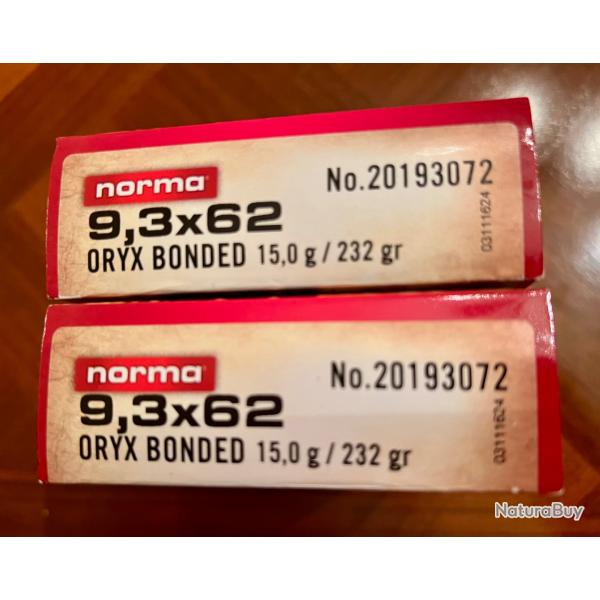 norma
No.20193072
9,3x62
ORYX BONDED 15,0 g / 232 gr
03111624
norma
No.20193072
9,3x62
ORYX BONDED 15,0 g / 232 gr
03111624
NaturaBuy